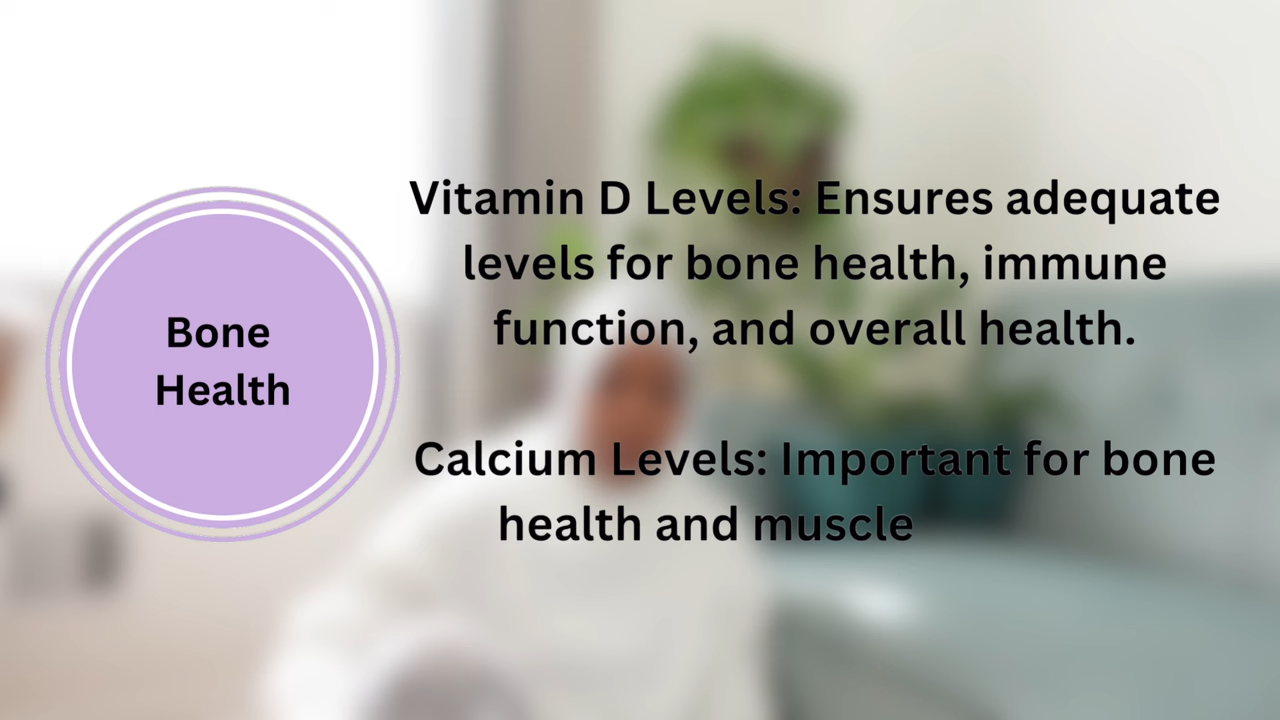 Bone
Health
Vitamin D Levels: Ensures adequate
levels for bone health, immune
function, and overall health.
Calcium Levels: Important for bone
health and muscle